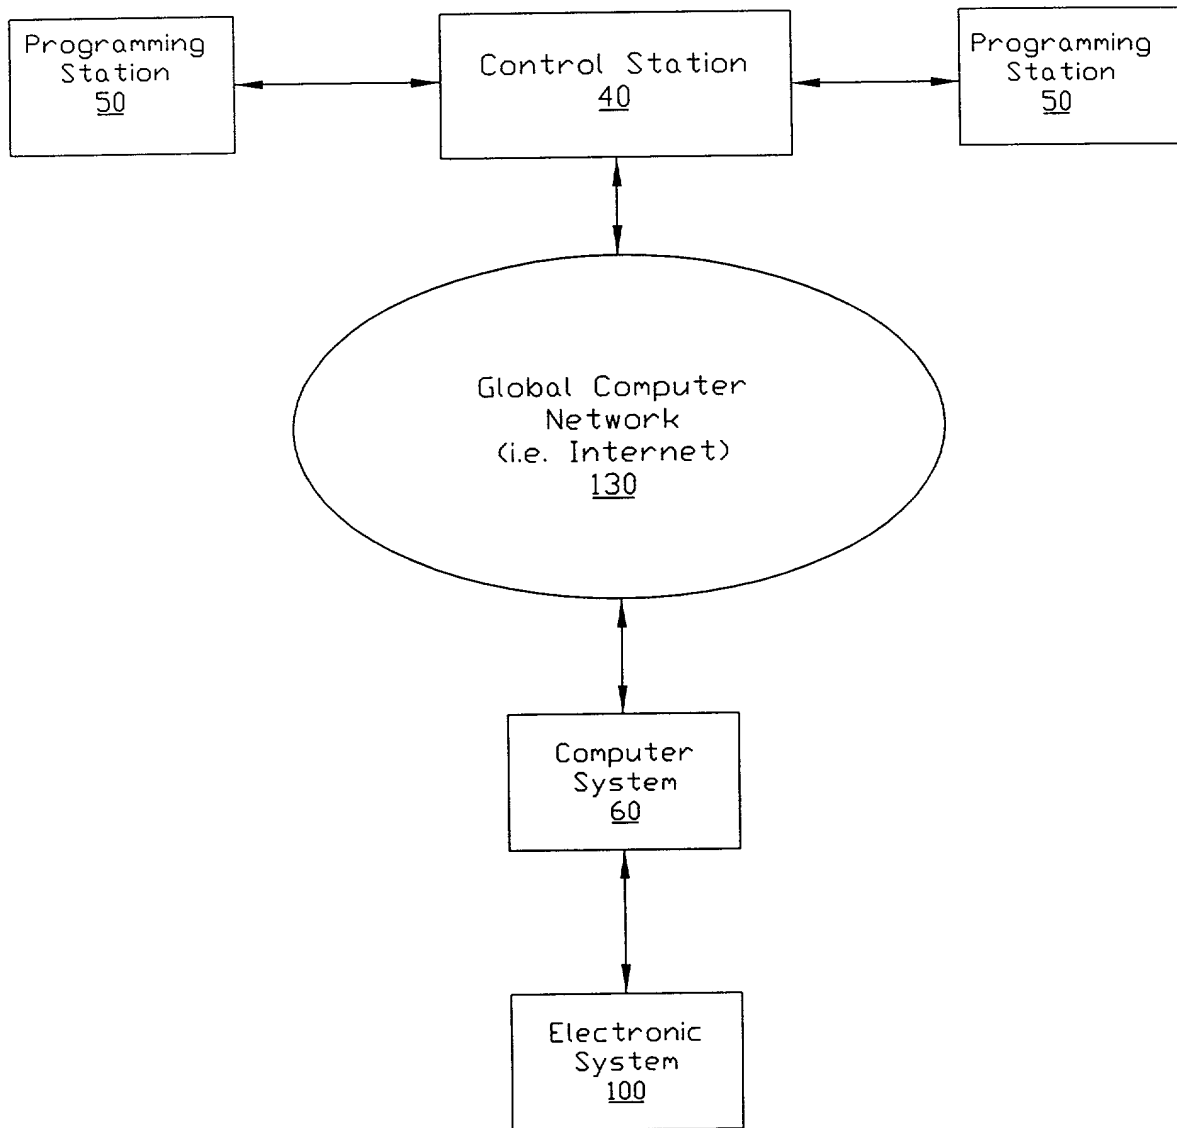 Programming
Station
50
Control Station
40
Programming
Station
50
Global Computer
Network
(i.e. Internet)
130
Computer
System
60
Electronic
System
100